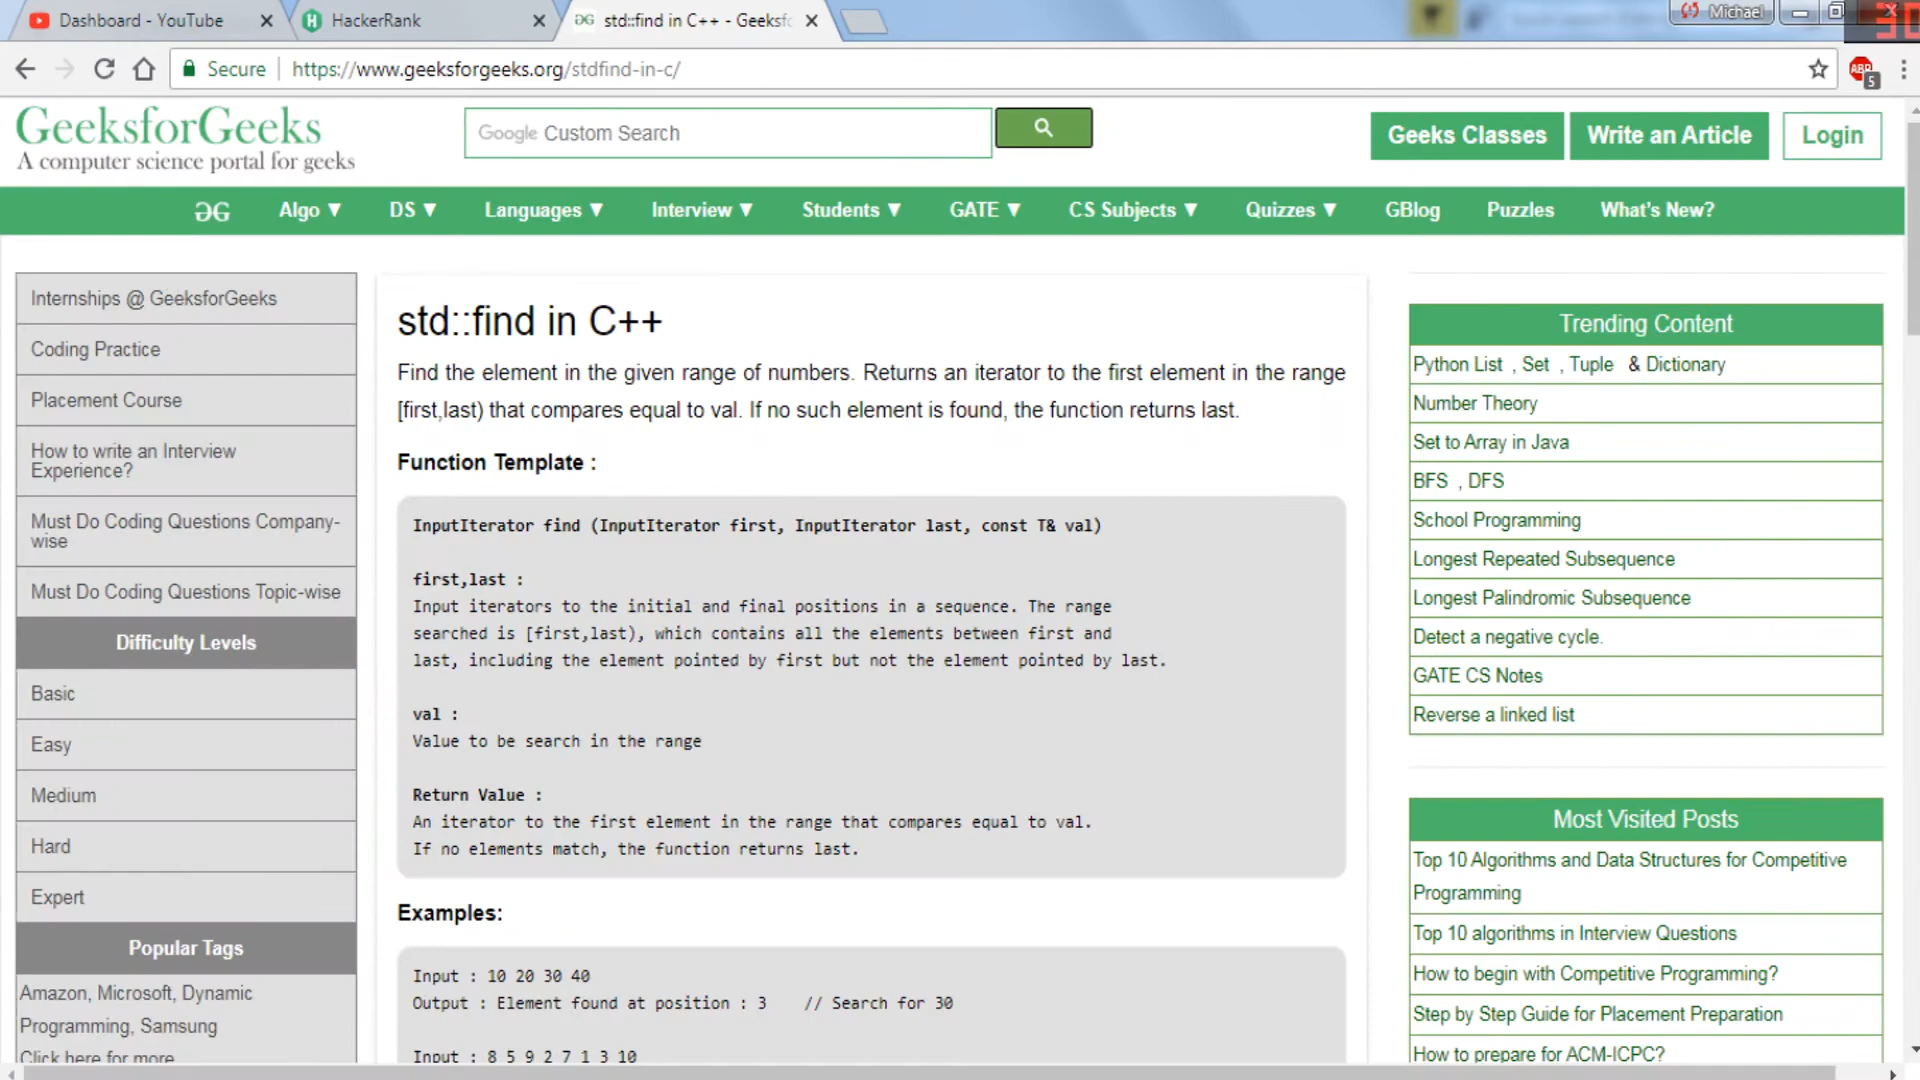 Dashboard - YouTube
HackerRank
std::find in C++ - Geeksfo
Michael
30
Secure
https://www.geeksforgeeks.org/stdfind-in-c/
ABP
5
GeeksforGeeks
A computer science portal for geeks
Google Custom Search
Geeks Classes
Write an Article
Login
Algo ▼
DS ▼
Languages ▼
Interview ▼
Students ▼
GATE ▼
CS Subjects ▼
Quizzes ▼
GBlog
Puzzles
What's New?
Internships @ GeeksforGeeks
Coding Practice
Placement Course
How to write an Interview
Experience?
Must Do Coding Questions Company-
wise
Must Do Coding Questions Topic-wise
Difficulty Levels
Basic
Easy
Medium
Hard
Expert
Popular Tags
Amazon, Microsoft, Dynamic
Programming, Samsung
Click here for more
std::find in C++
Find the element in the given range of numbers. Returns an iterator to the first element in the range
[first,last) that compares equal to val. If no such element is found, the function returns last.
Function Template :
InputIterator find (InputIterator first, InputIterator last, const T& val)
first,last :
Input iterators to the initial and final positions in a sequence. The range
searched is [first,last), which contains all the elements between first and
last, including the element pointed by first but not the element pointed by last.
val :
Value to be search in the range
Return Value :
An iterator to the first element in the range that compares equal to val.
If no elements match, the function returns last.
Examples:
Input : 10 20 30 40
Output : Element found at position : 3    // Search for 30
Input : 8 5 9 2 7 1 3 10
Trending Content
Python List , Set , Tuple & Dictionary
Number Theory
Set to Array in Java
BFS , DFS
School Programming
Longest Repeated Subsequence
Longest Palindromic Subsequence
Detect a negative cycle.
GATE CS Notes
Reverse a linked list
Most Visited Posts
Top 10 Algorithms and Data Structures for Competitive
Programming
Top 10 algorithms in Interview Questions
How to begin with Competitive Programming?
Step by Step Guide for Placement Preparation
How to prepare for ACM-ICPC?